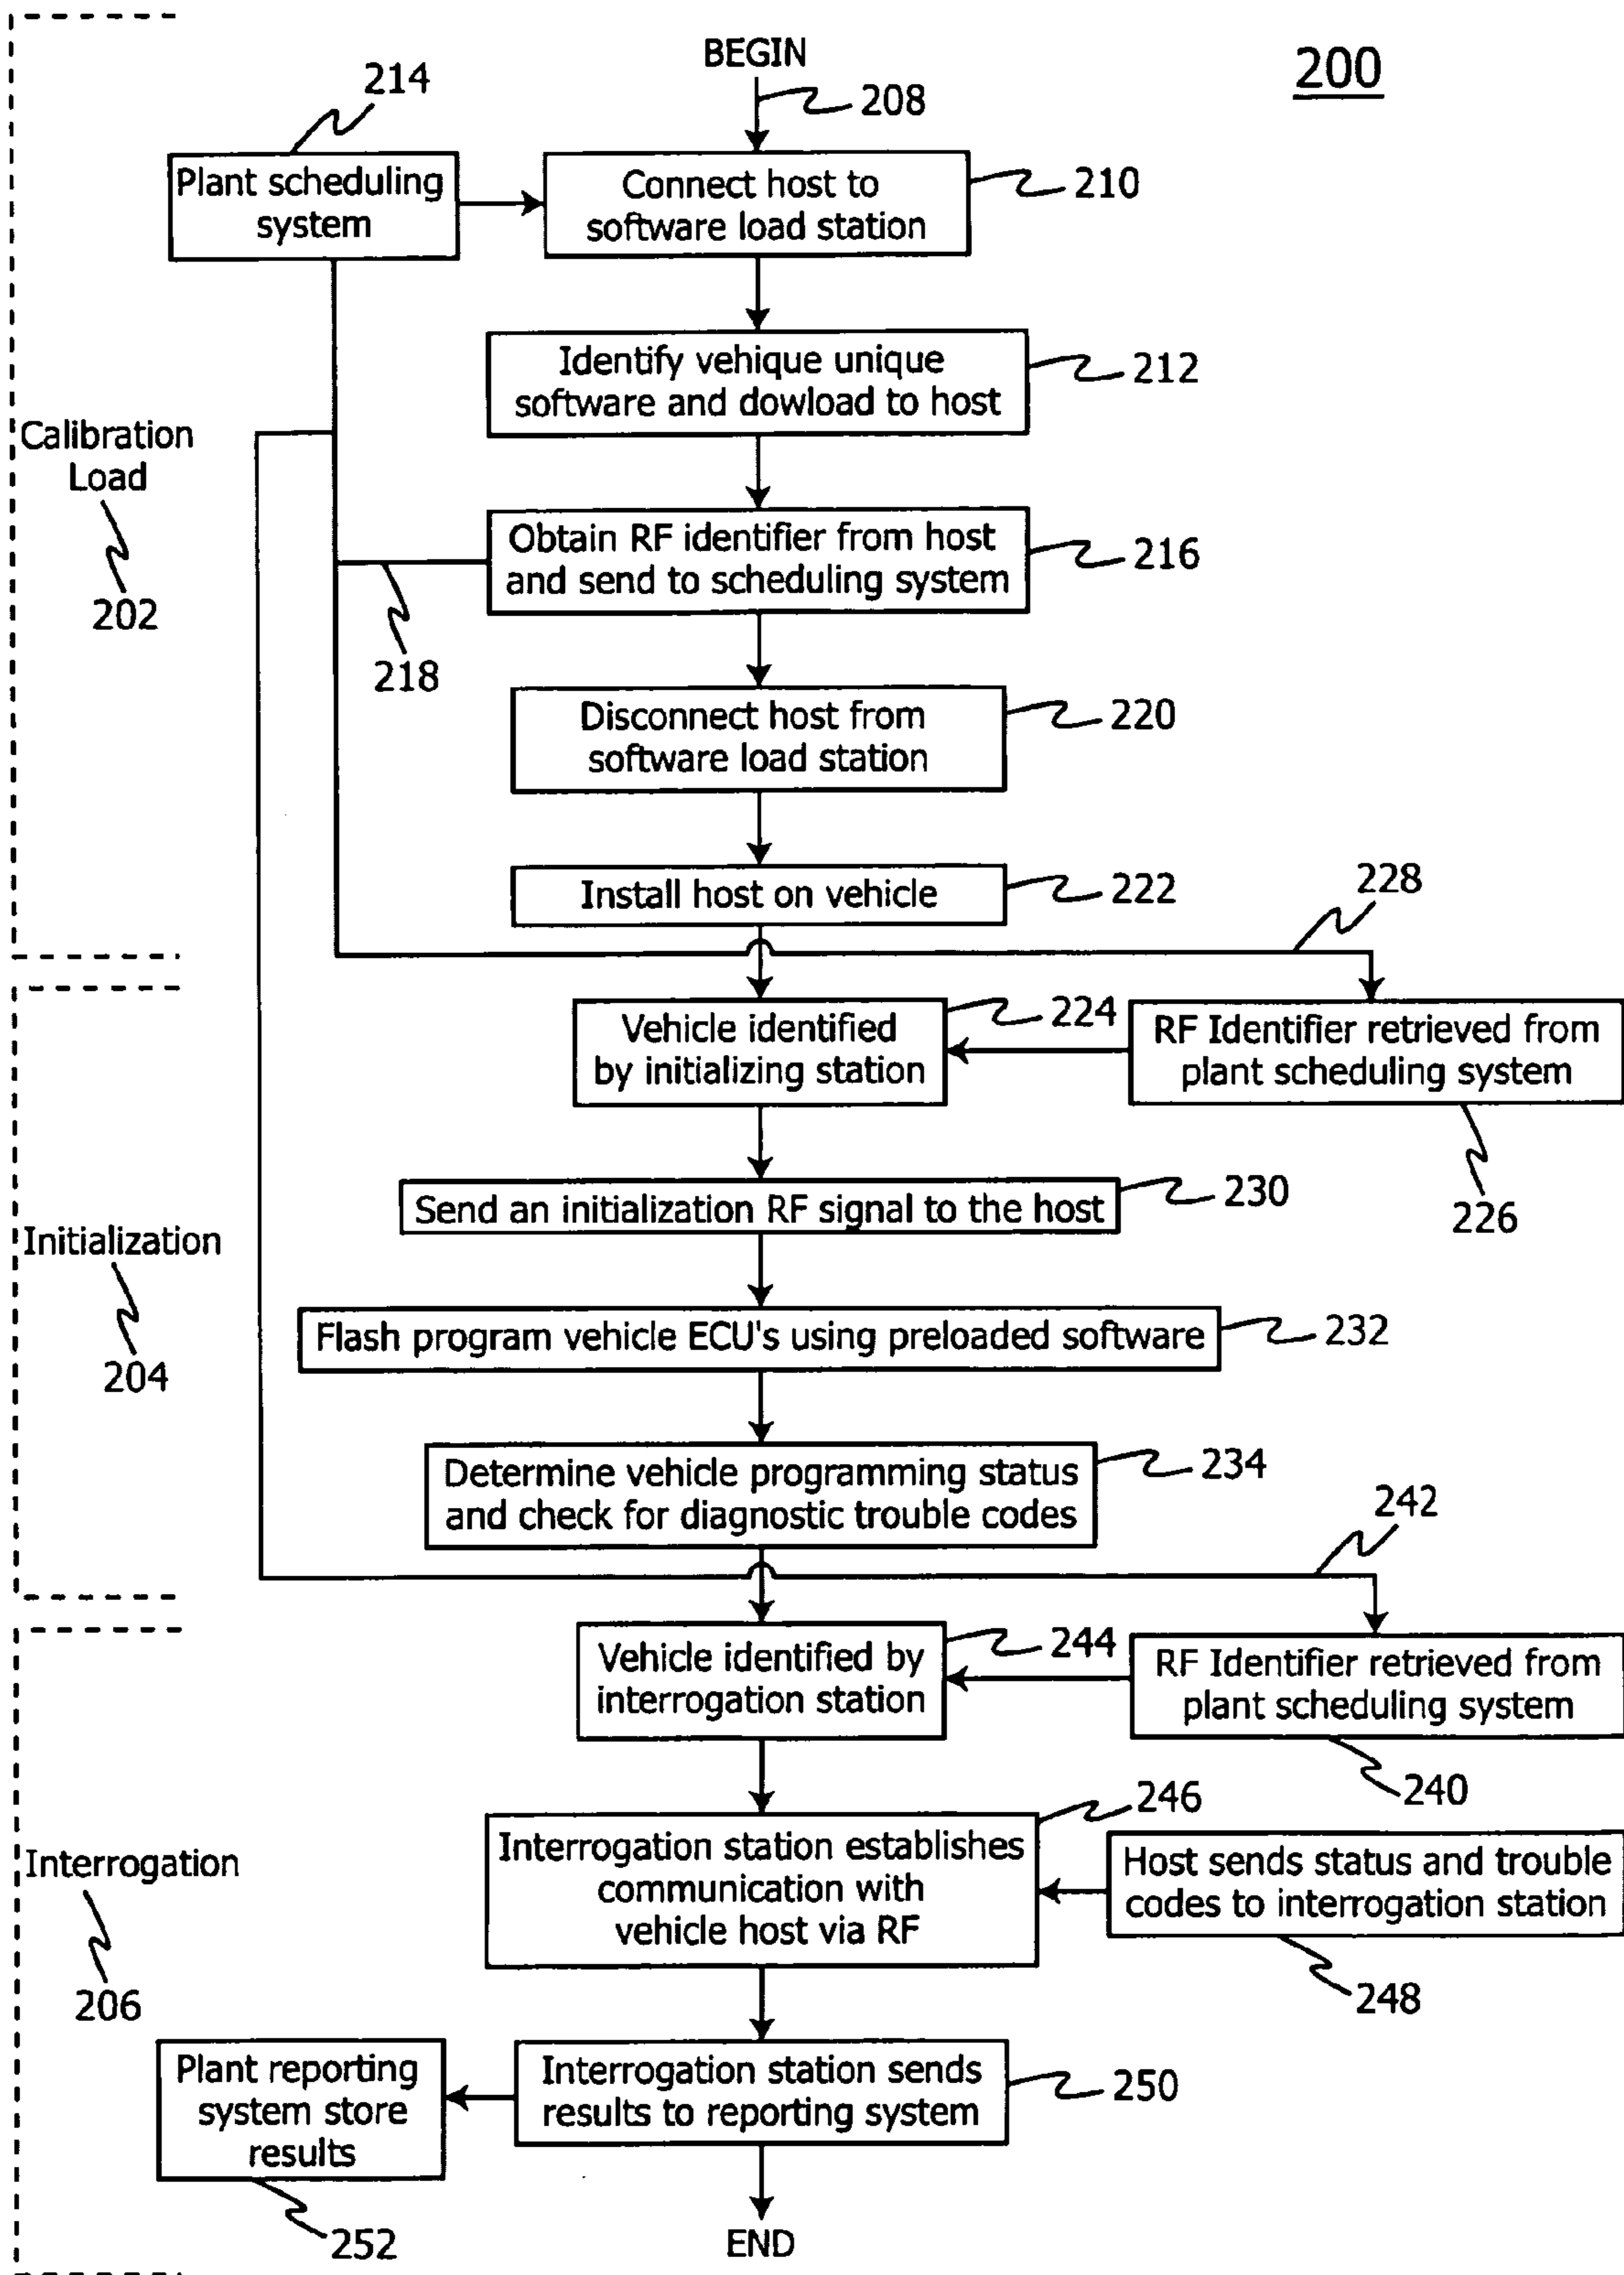 200
BEGIN
208
214
Plant scheduling
system
Connect host to
software load station
210
Identify vehique unique
software and dowload to host
212
Calibration
Load
202
Obtain RF identifier from host
and send to scheduling system
216
218
Disconnect host from
software load station
220
Install host on vehicle
222
228
Vehicle identified
by initializing station
224
RF Identifier retrieved from
plant scheduling system
226
Send an initialization RF signal to the host
230
Initialization
204
Flash program vehicle ECU's using preloaded software
232
Determine vehicle programming status
and check for diagnostic trouble codes
234
242
Vehicle identified by
interrogation station
244
RF Identifier retrieved from
plant scheduling system
240
Interrogation
206
Interrogation station establishes
communication with
vehicle host via RF
246
Host sends status and trouble
codes to interrogation station
248
Interrogation station sends
results to reporting system
250
Plant reporting
system store
results
252
END